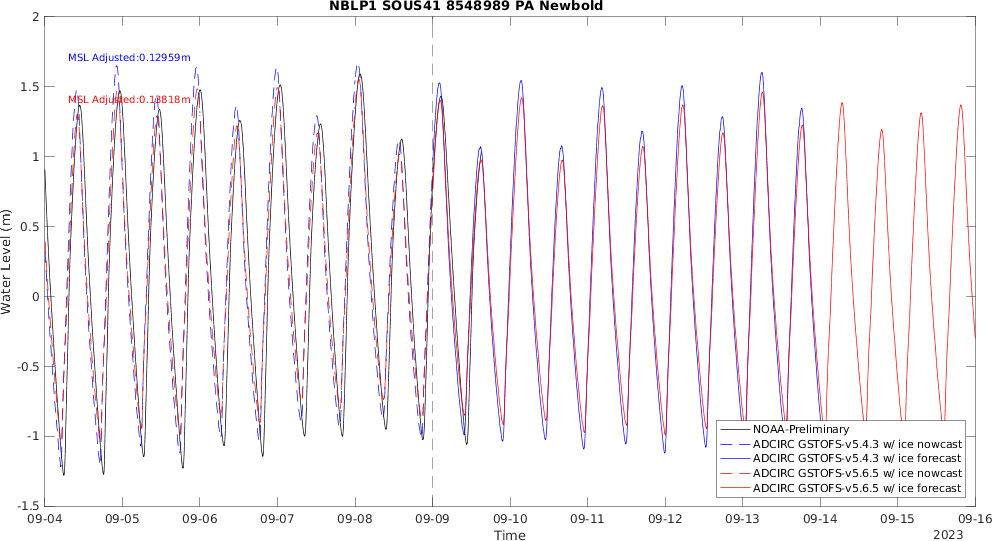 NBLP1 SOUS41 8548989 PA Newbold
2
1.5
1
0.5
0
-0.5
-1
-1.5
Water Level (m)
MSL Adjusted:0.12959m
MSL Adjusted:0.13818m
NOAA-Preliminary
ADCIRC GSTOFS-v5.4.3 w/ ice nowcast
ADCIRC GSTOFS-v5.4.3 w/ ice forecast
ADCIRC GSTOFS-v5.6.5 w/ ice nowcast
ADCIRC GSTOFS-v5.6.5 w/ ice forecast
09-04 09-05 09-06 09-07 09-08 09-09 09-10 09-11 09-12 09-13 09-14 09-15 09-16
Time
2023